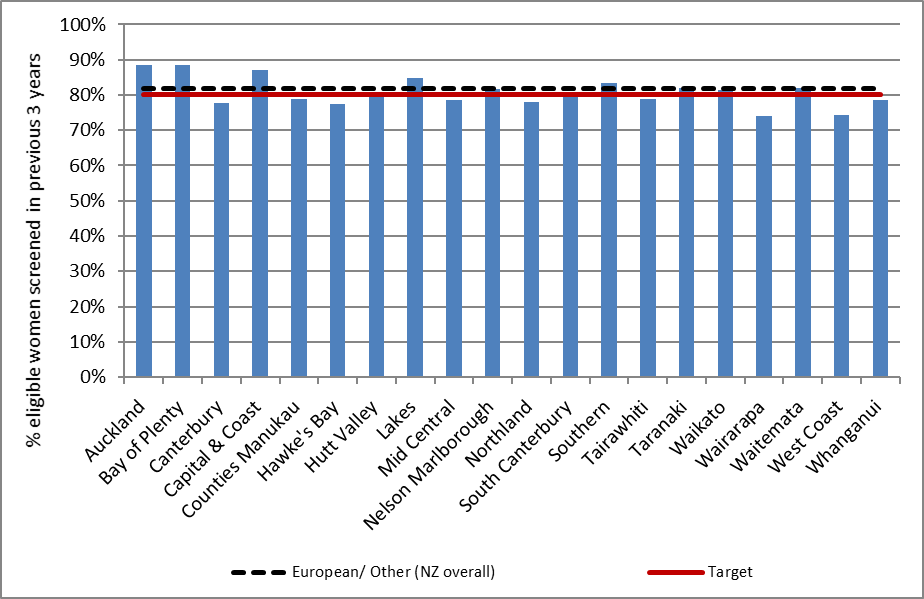 % eligible women screened in previous 3 years
100%
90%
80%
70%
60%
50%
40%
30%
20%
10%
0%
Auckland
Bay of Plenty
Canterbury
Capital & Coast
Counties Manukau
Hawke's Bay
Hutt Valley
Lakes
Mid Central
Nelson Marlborough
Northland
South Canterbury
Southern
Tairawhiti
Taranaki
Waikato
Wairarapa
Waitemata
West Coast
Whanganui
European/ Other (NZ overall)
Target